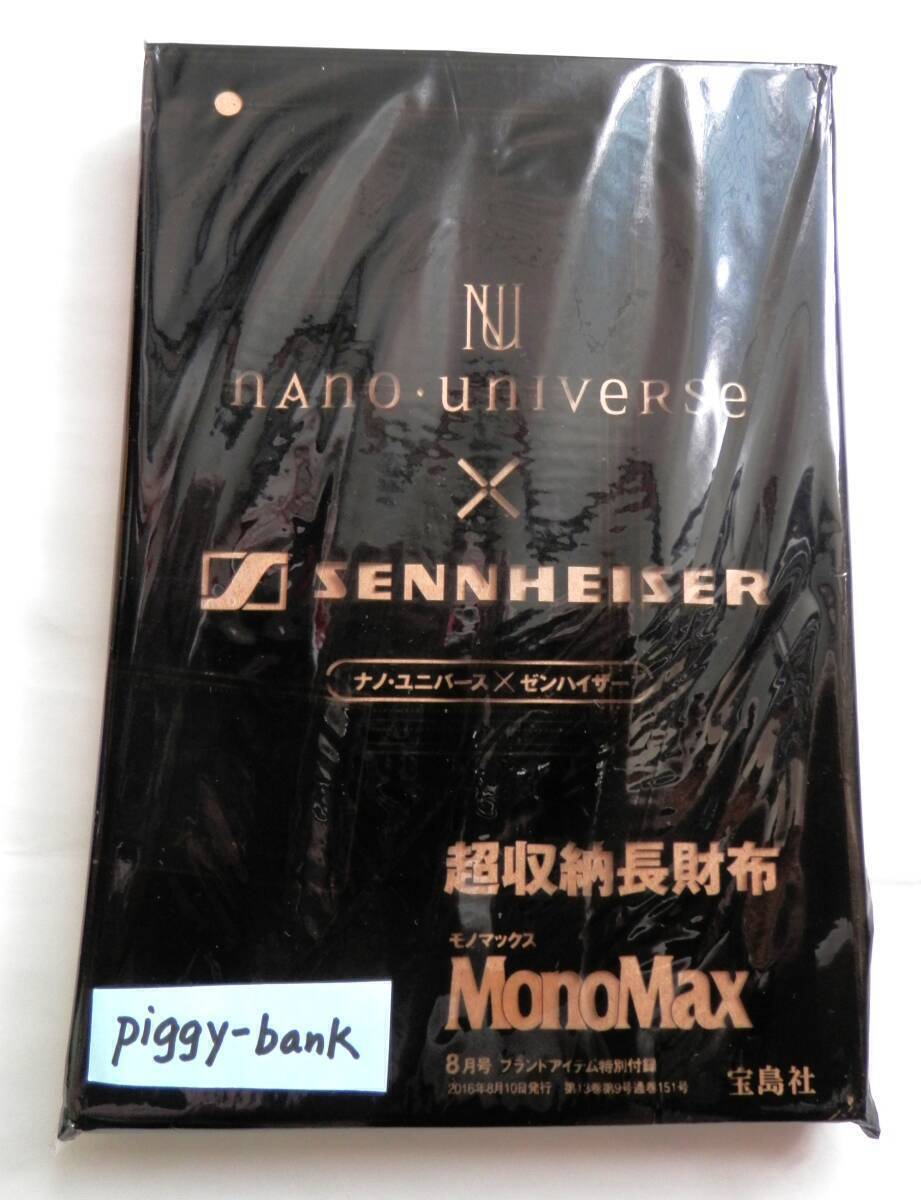 NU
nano・universe
×
SENNHEISER
ナノ・ユニバース×ゼンハイザー
超収納長財布
モノマックス
MonoMax
8月号 ブランドアイテム特別付録
2016年8月10日発行 第13巻第9号通巻151号
宝島社
piggy-bank